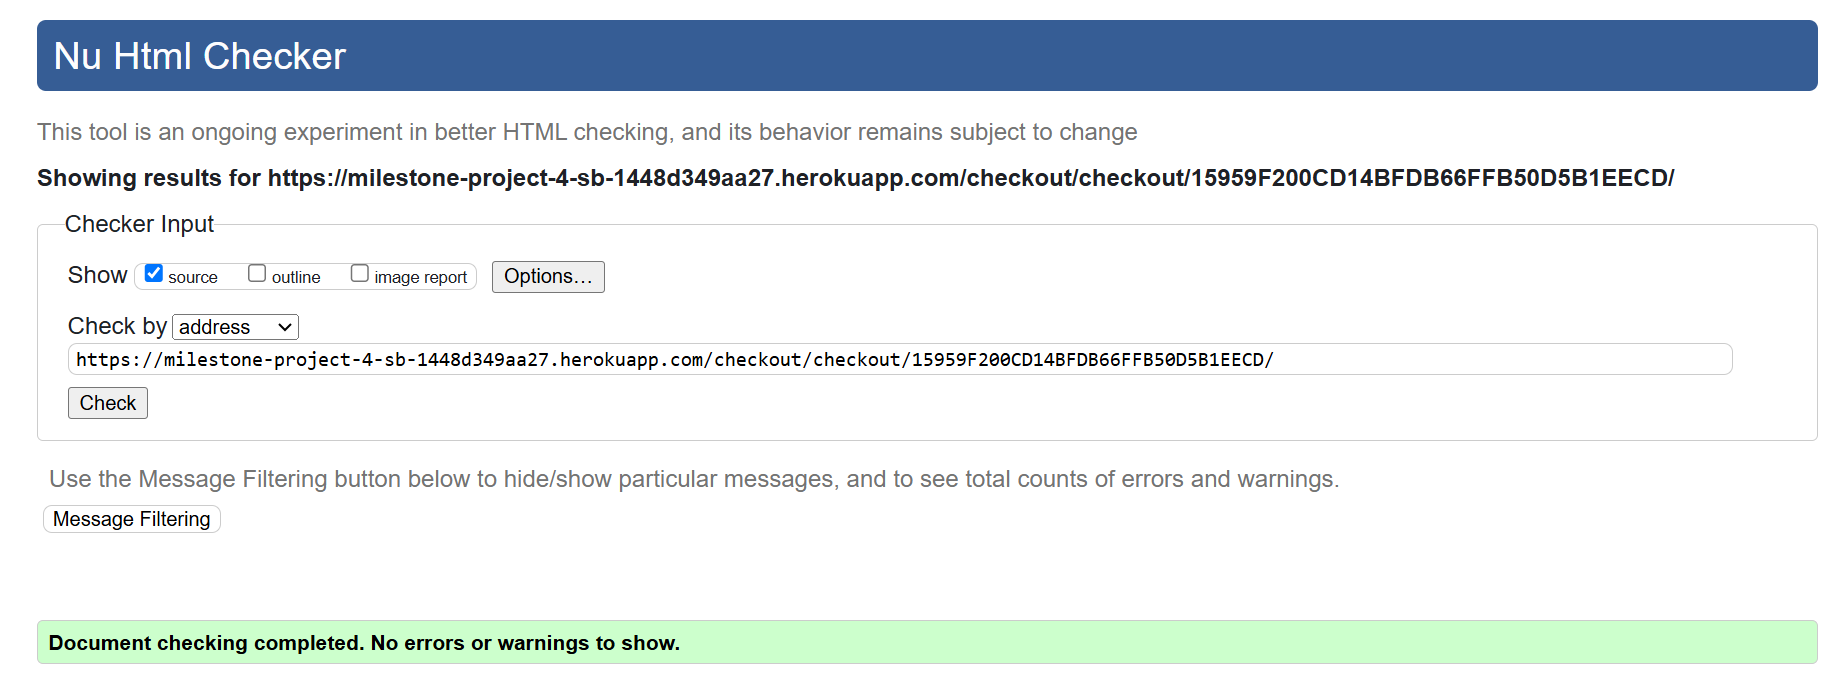 Nu Html Checker
This tool is an ongoing experiment in better HTML checking, and its behavior remains subject to change
Showing results for https://milestone-project-4-sb-1448d349aa27.herokuapp.com/checkout/checkout/15959F200CD14BFDB66FFB50D5B1EECD/
Checker Input
Show source outline image report Options...
Check by address
https://milestone-project-4-sb-1448d349aa27.herokuapp.com/checkout/checkout/15959F200CD14BFDB66FFB50D5B1EECD/
Check
Use the Message Filtering button below to hide/show particular messages, and to see total counts of errors and warnings.
Message Filtering
Document checking completed. No errors or warnings to show.